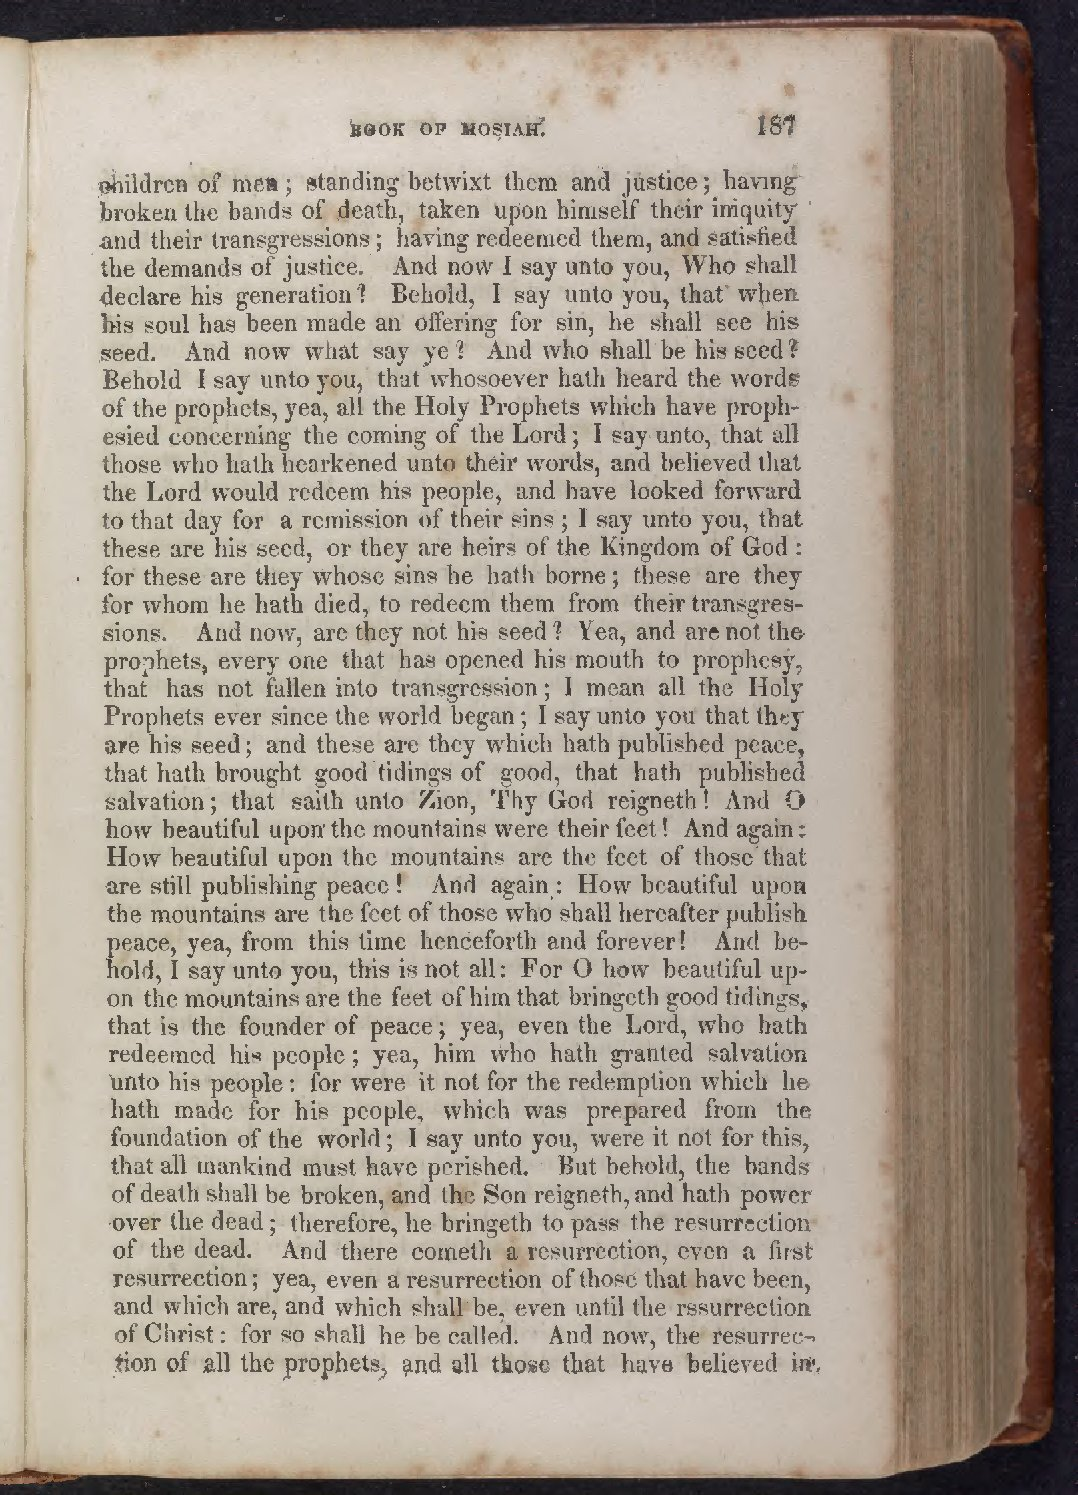 BOOK OF MOSIAH. 187
children of men; standing betwixt them and justice; having
broken the bands of death, taken upon himself their iniquity
and their transgressions; having redeemed them, and satisfied
the demands of justice. And now I say unto you, Who shall
declare his generation? Behold, I say unto you, that when
his soul has been made an offering for sin, he shall see his
seed. And now what say ye? And who shall be his seed?
Behold I say unto you, that whosoever hath heard the words
of the prophets, yea, all the Holy Prophets which have proph-
esied concerning the coming of the Lord; I say unto, that all
those who hath hearkened unto their words, and believed that
the Lord would redeem his people, and have looked forward
to that day for a remission of their sins; I say unto you, that
these are his seed, or they are heirs of the Kingdom of God:
for these are they whose sins he hath borne; these are they
for whom he hath died, to redeem them from their transgres-
sions. And now, are they not his seed? Yea, and are not the
prophets, every one that has opened his mouth to prophesy,
that has not fallen into transgression; I mean all the Holy
Prophets ever since the world began; I say unto you that they
are his seed; and these are they which hath published peace,
that hath brought good tidings of good, that hath published
salvation; that saith unto Zion, Thy God reigneth! And O
how beautiful upon the mountains were their feet! And again:
How beautiful upon the mountains are the feet of those that
are still publishing peace! And again: How beautiful upon
the mountains are the feet of those who shall hereafter publish
peace, yea, from this time henceforth and forever! And be-
hold, I say unto you, this is not all: For O how beautiful up-
on the mountains are the feet of him that bringeth good tidings,
that is the founder of peace; yea, even the Lord, who hath
redeemed his people; yea, him who hath granted salvation
unto his people: for were it not for the redemption which he
hath made for his people, which was prepared from the
foundation of the world; I say unto you, were it not for this,
that all mankind must have perished. But behold, the bands
of death shall be broken, and the Son reigneth, and hath power
over the dead; therefore, he bringeth to pass the resurrection
of the dead. And there cometh a resurrection, even a first
resurrection; yea, even a resurrection of those that have been,
and which are, and which shall be, even until the rssurrection
of Christ: for so shall he be called. And now, the resurrec-
tion of all the prophets, and all those that have believed in